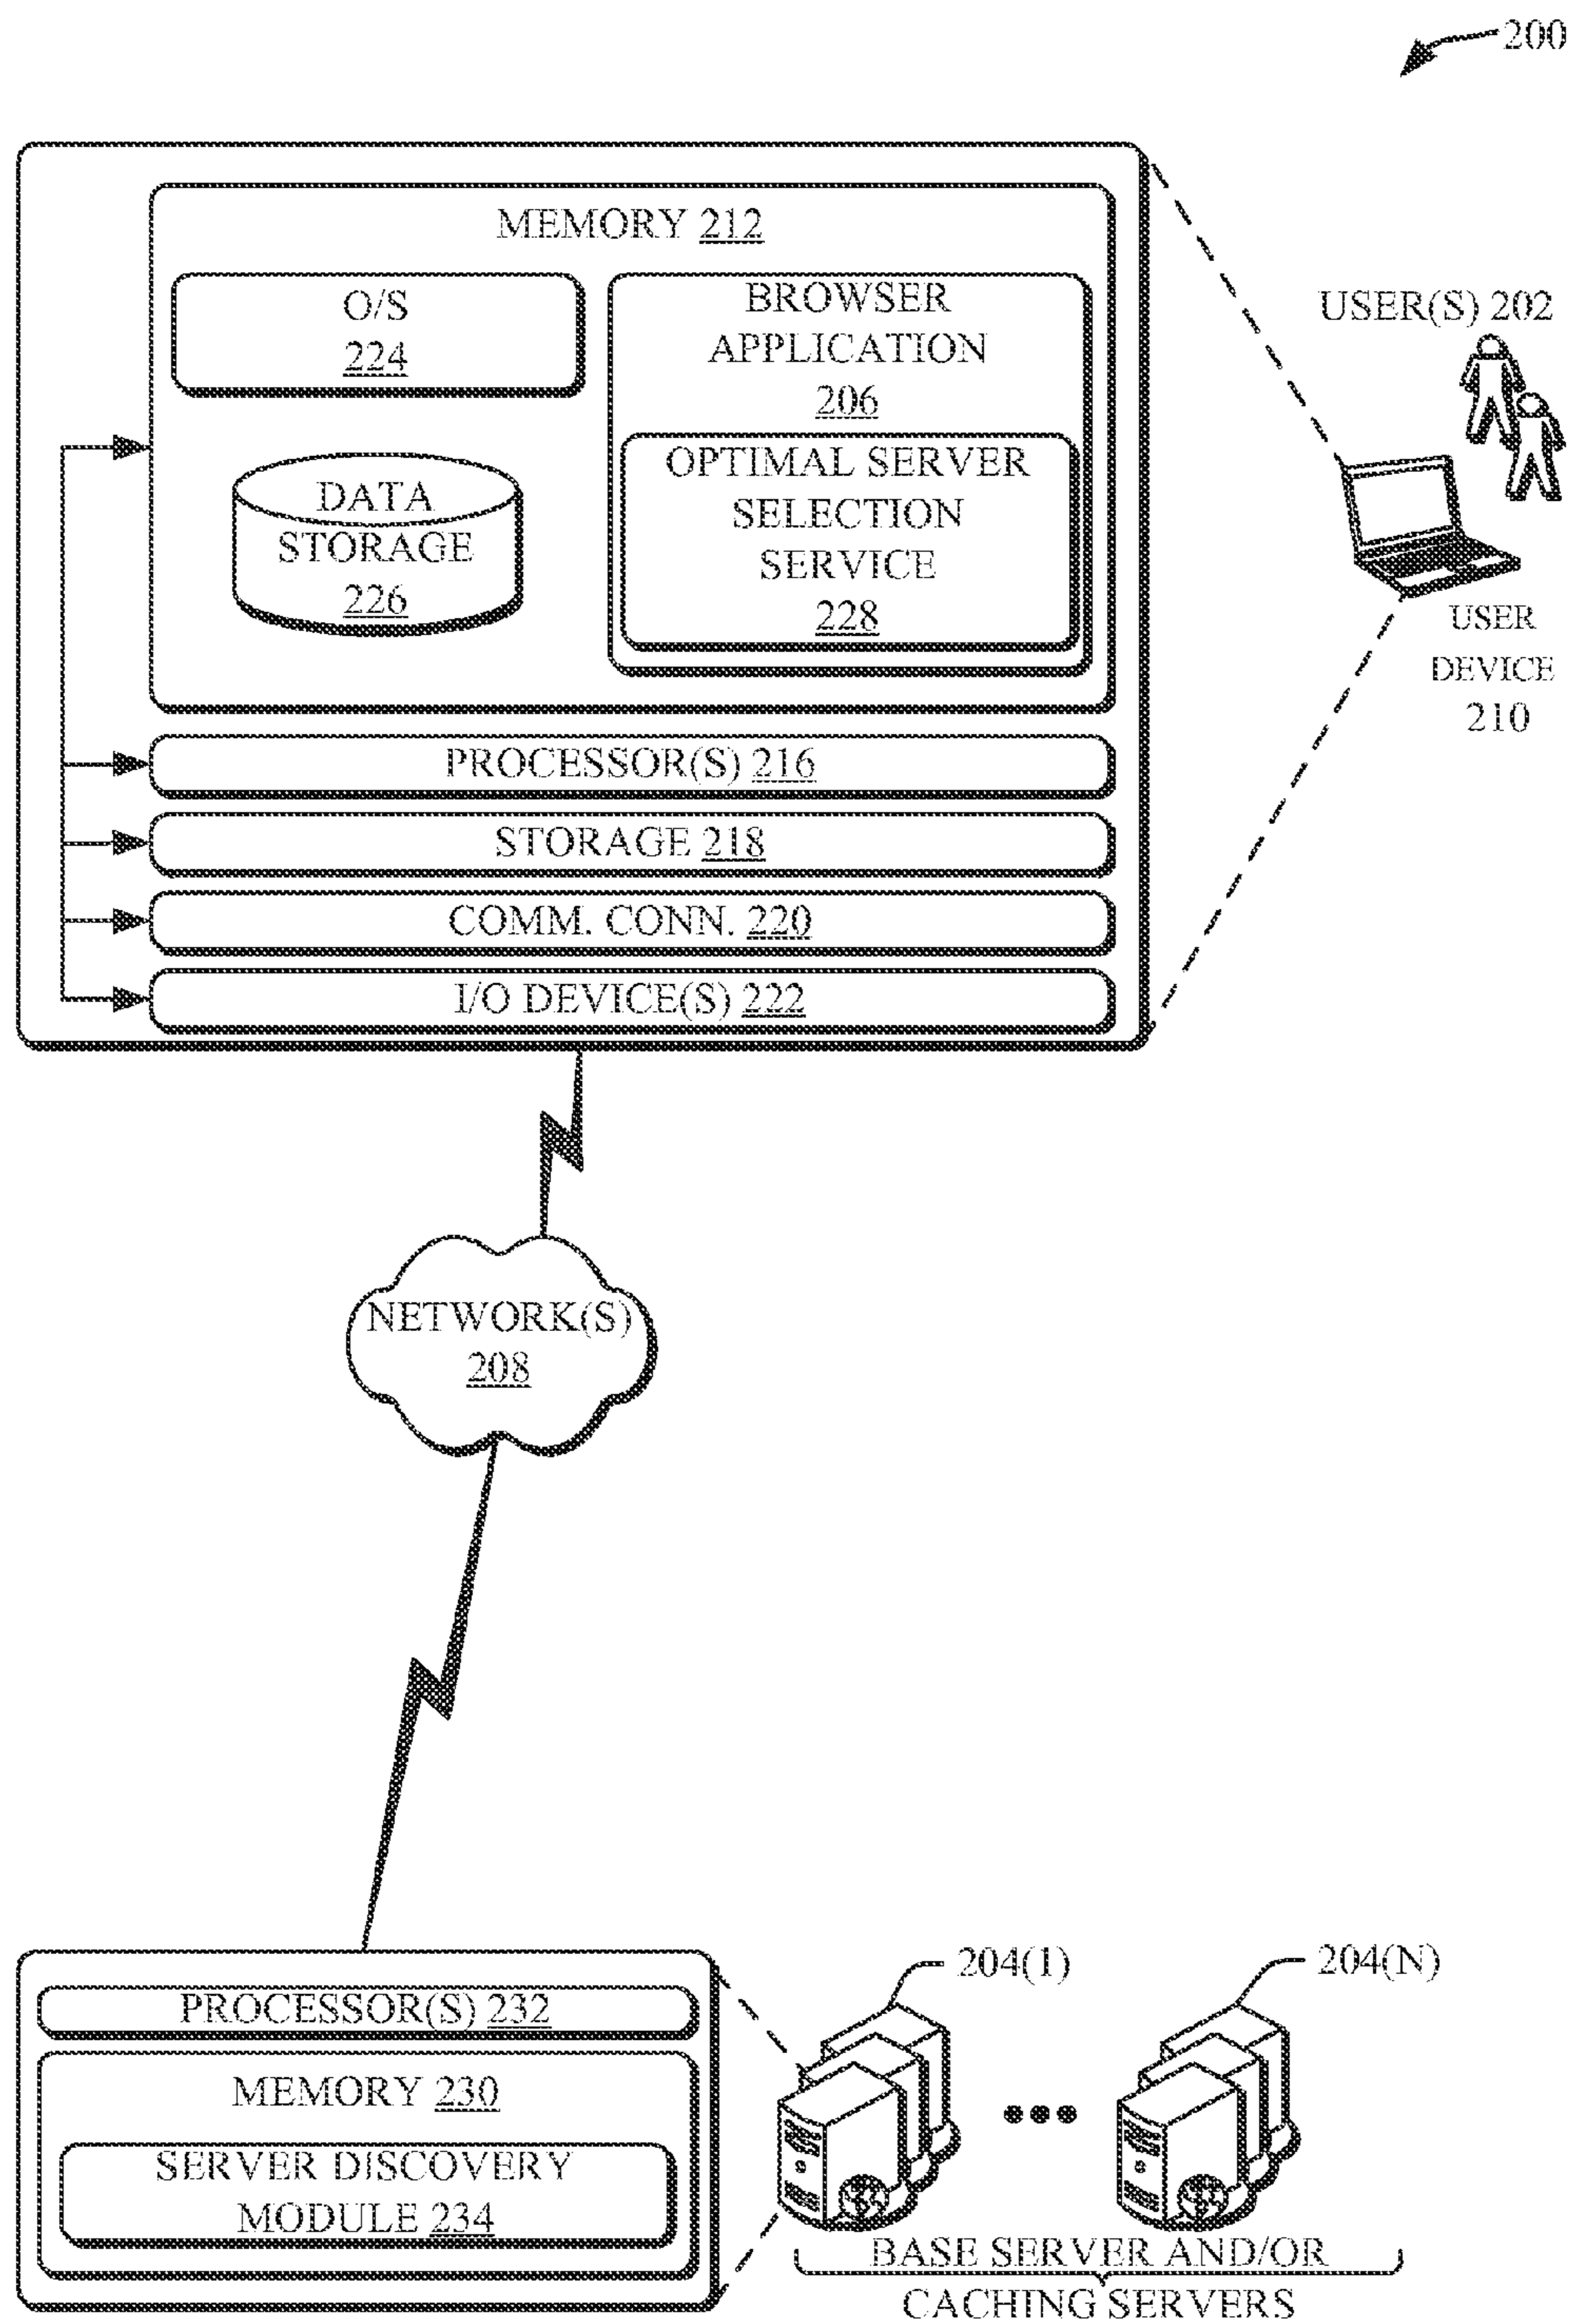 200
MEMORY 212
O/S
224
DATA
STORAGE
226
BROWSER
APPLICATION
206
OPTIMAL SERVER
SELECTION
SERVICE
228
USER(S) 202
USER
DEVICE
210
PROCESSOR(S) 216
STORAGE 218
COMM. CONN. 220
I/O DEVICE(S) 222
NETWORK(S)
208
PROCESSOR(S) 232
MEMORY 230
SERVER DISCOVERY
MODULE 234
204(1)
204(N)
BASE SERVER AND/OR
CACHING SERVERS